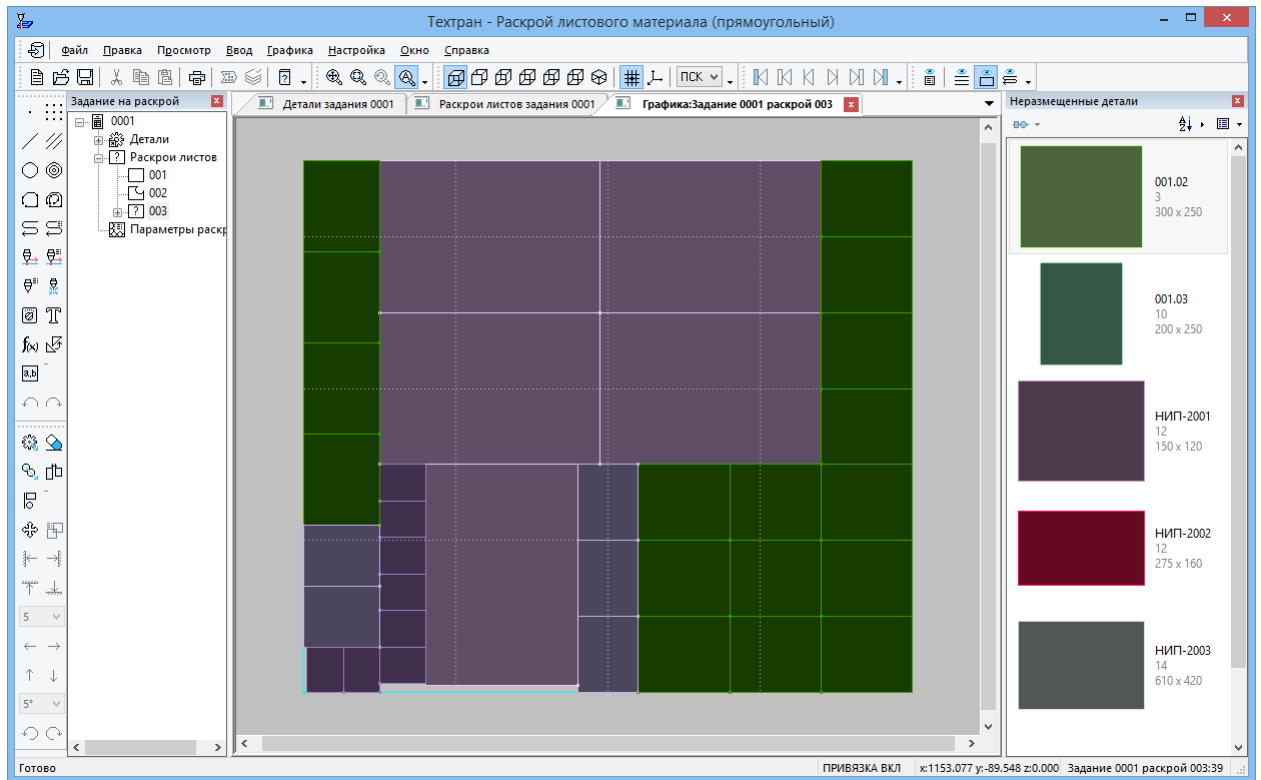 Техтран - Раскрой листового материала (прямоугольный)
Файл Правка Просмотр Ввод Графика Настройка Окно Справка
ПСК
Задание на раскрой
Детали задания 0001
Раскрои листов задания 0001
Графика:Задание 0001 раскрой 003
Неразмещенные детали
0001
Детали
Раскрои листов
001
002
003
Параметры раскр
f(x)
a,b
5
5°
001.02
3
300 x 250
001.03
10
200 x 250
НИП-2001
12
150 x 120
НИП-2002
12
275 x 160
НИП-2003
14
610 x 420
Готово
ПРИВЯЗКА ВКЛ
x:1153.077 y:-89.548 z:0.000
Задание 0001 раскрой 003:39